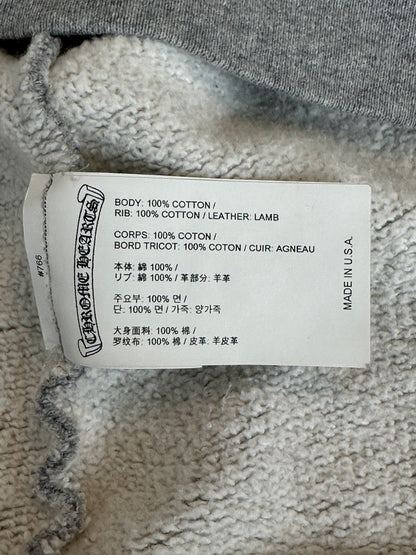 CHROME HEARTS
#766
BODY: 100% COTTON /
RIB: 100% COTTON / LEATHER: LAMB
CORPS: 100% COTON /
BORD TRICOT: 100% COTON / CUIR: AGNEAU
本体: 綿 100% /
リブ: 綿 100% / 革部分: 羊革
주요부: 100% 면 /
단: 100% 면 / 가죽: 양가죽
大身面料: 100% 棉 /
罗纹布: 100% 棉 / 皮革: 羊皮革
MADE IN U.S.A.